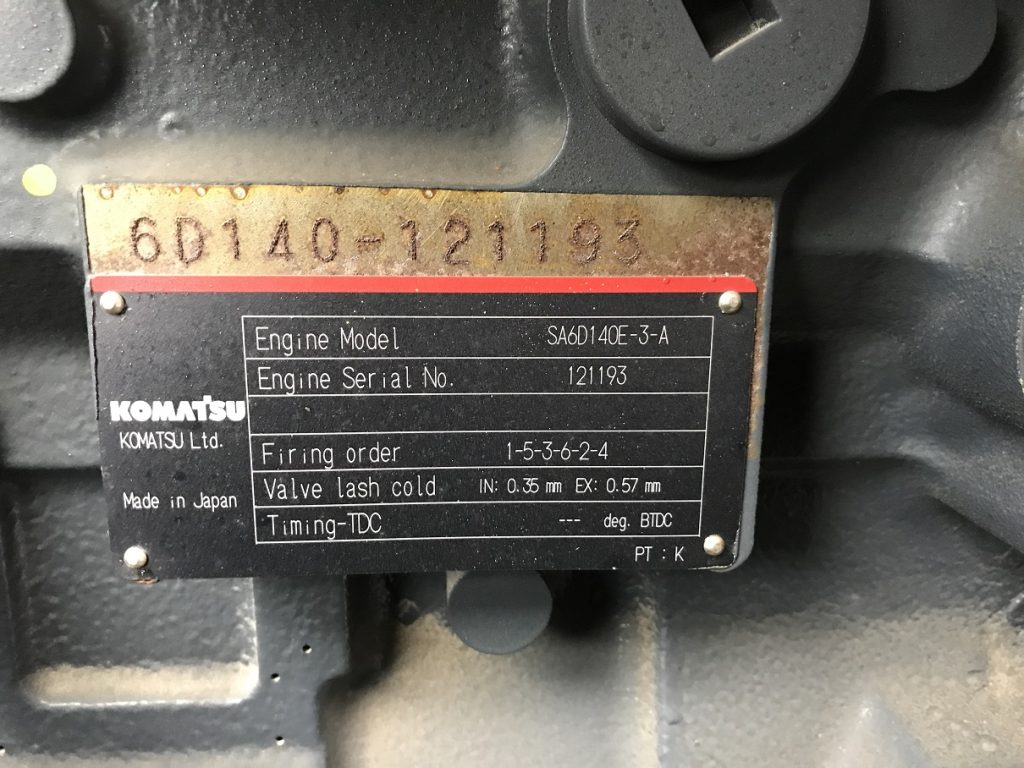 6D140-121193
Engine Model SA6D140E-3-A
Engine Serial No. 121193
KOMATSU
KOMATSU Ltd.
Firing order 1-5-3-6-2-4
Valve lash cold IN: 0.35 mm EX: 0.57 mm
Made in Japan
Timing-TDC --- deg. BTDC
PT : K